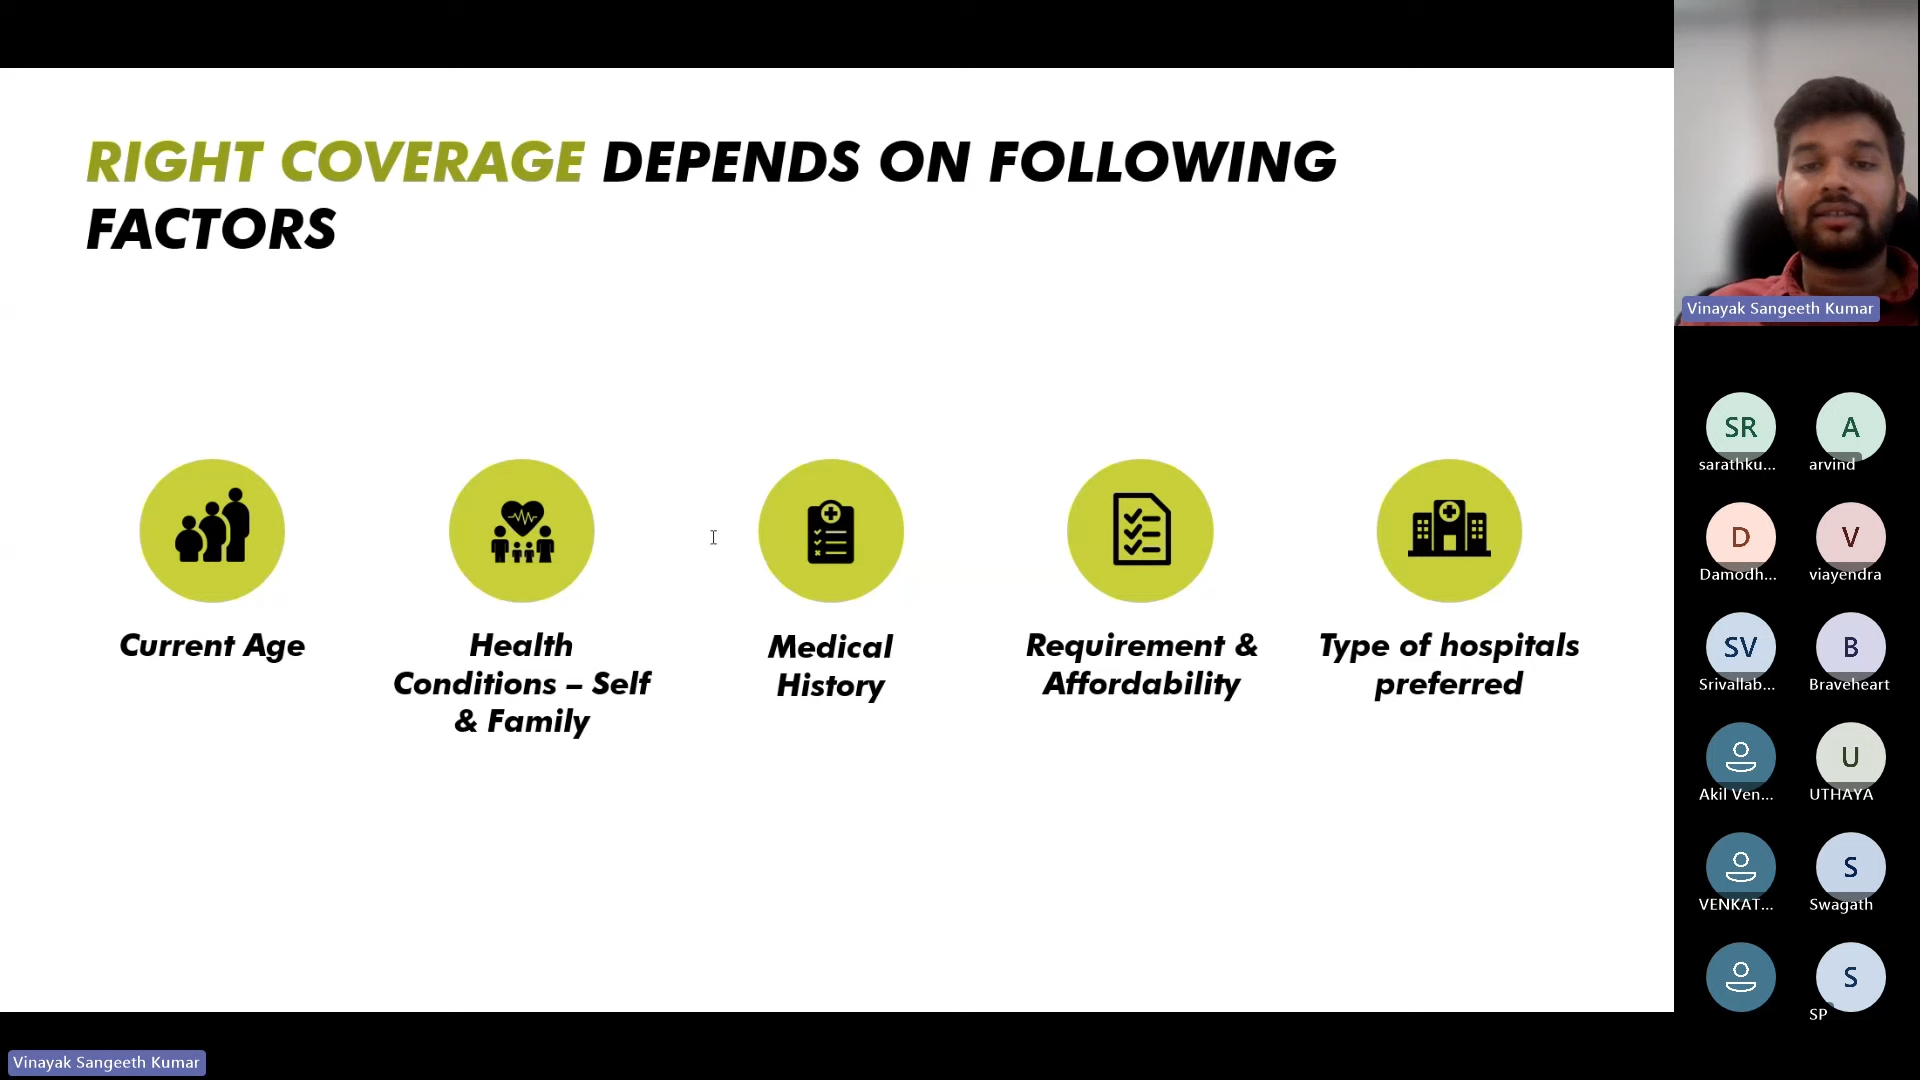 RIGHT COVERAGE DEPENDS ON FOLLOWING
FACTORS
Current Age
Health
Conditions – Self
& Family
Medical
History
Requirement &
Affordability
Type of hospitals
preferred
Vinayak Sangeeth Kumar
SR
sarathku...
A
arvind
D
Damodh...
V
viayendra
SV
Srivallab...
B
Braveheart
Akil Ven...
U
UTHAYA
VENKAT...
S
Swagath
S
SP
Vinayak Sangeeth Kumar